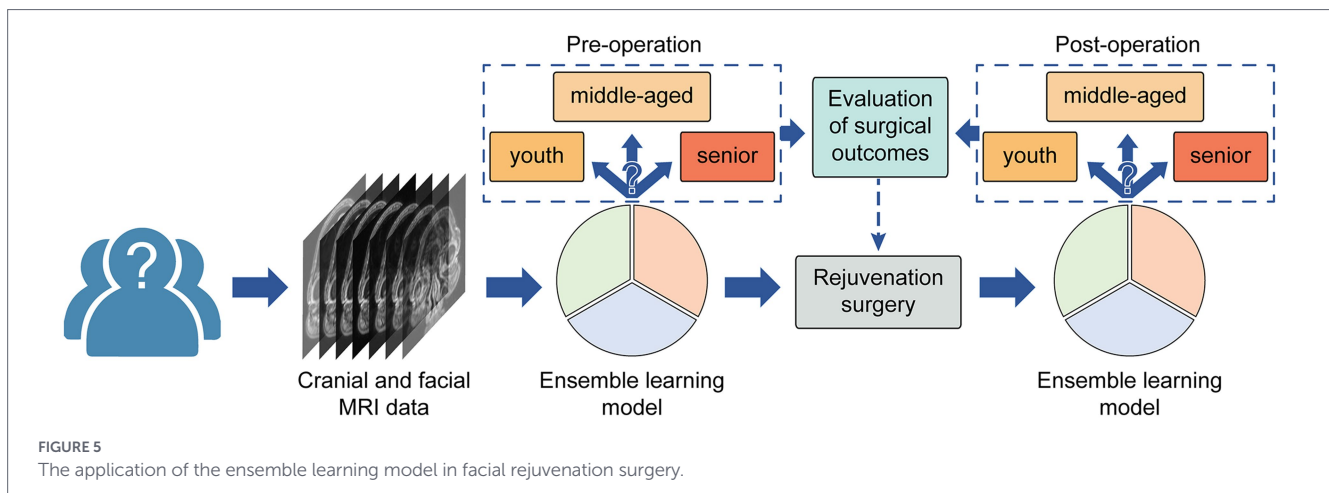 Pre-operation
Post-operation
middle-aged
youth
senior
?
Evaluation
of surgical
outcomes
middle-aged
youth
senior
?
?
Cranial and facial
MRI data
Ensemble learning
model
Rejuvenation
surgery
Ensemble learning
model
FIGURE 5
The application of the ensemble learning model in facial rejuvenation surgery.